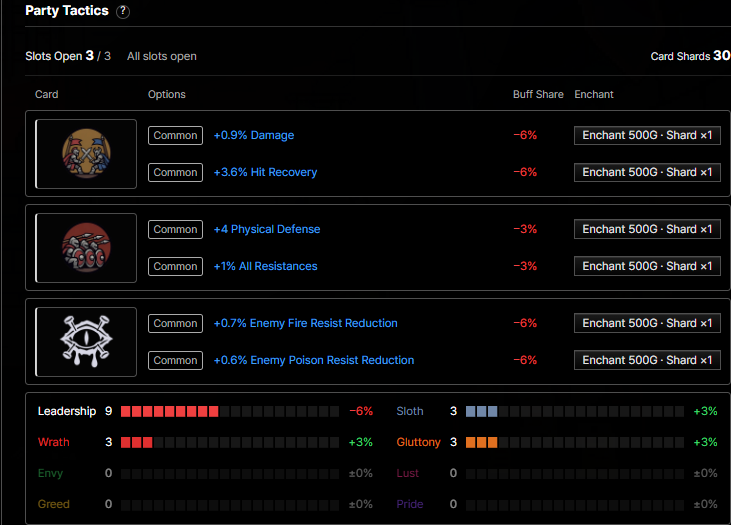 Party Tactics ?
Slots Open 3 / 3 All slots open Card Shards 30
Card Options Buff Share Enchant
Common +0.9% Damage −6% Enchant 500G · Shard ×1
Common +3.6% Hit Recovery −6% Enchant 500G · Shard ×1
Common +4 Physical Defense −3% Enchant 500G · Shard ×1
Common +1% All Resistances −3% Enchant 500G · Shard ×1
Common +0.7% Enemy Fire Resist Reduction −6% Enchant 500G · Shard ×1
Common +0.6% Enemy Poison Resist Reduction −6% Enchant 500G · Shard ×1
Leadership 9 −6% Sloth 3 +3%
Wrath 3 +3% Gluttony 3 +3%
Envy 0 ±0% Lust 0 ±0%
Greed 0 ±0% Pride 0 ±0%